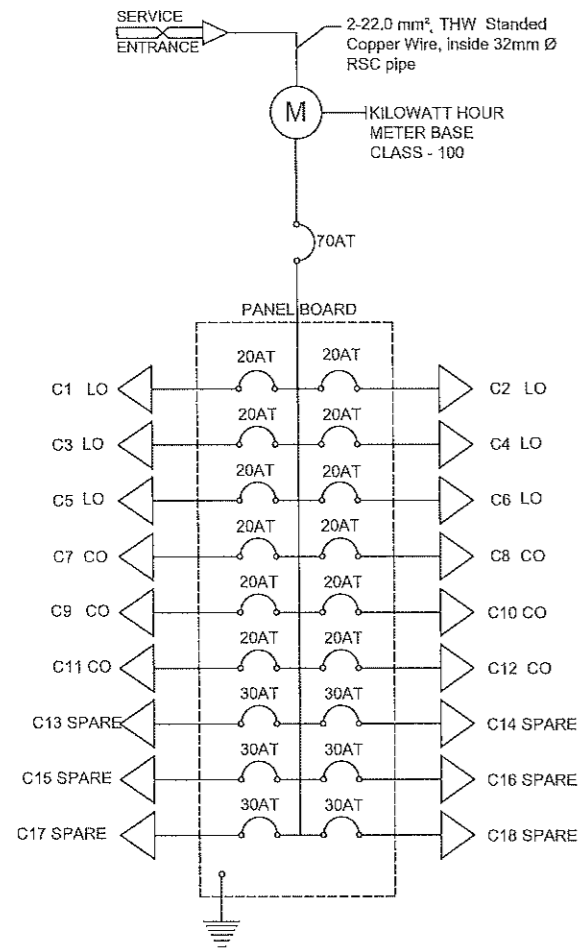 SERVICE
ENTRANCE
2-22.0 mm², THW Standed
Copper Wire, inside 32mm Ø
RSC pipe
M
KILOWATT HOUR
METER BASE
CLASS - 100
70AT
PANEL BOARD
20AT 20AT
C1 LO C2 LO
20AT 20AT
C3 LO C4 LO
20AT 20AT
C5 LO C6 LO
20AT 20AT
C7 CO C8 CO
20AT 20AT
C9 CO C10 CO
20AT 20AT
C11 CO C12 CO
30AT 30AT
C13 SPARE C14 SPARE
30AT 30AT
C15 SPARE C16 SPARE
30AT 30AT
C17 SPARE C18 SPARE